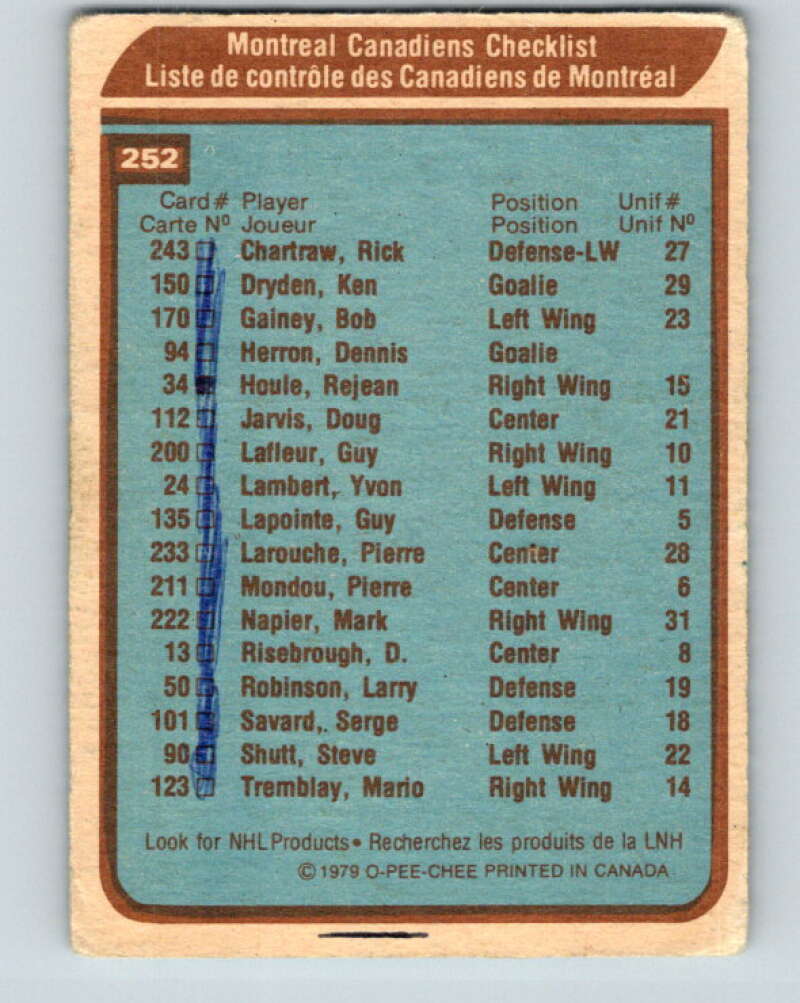 Montreal Canadiens Checklist
Liste de contrôle des Canadiens de Montréal
252
Card # Player Position Unif #
Carte Nº Joueur Position Unif Nº
243 Chartraw, Rick Defense-LW 27
150 Dryden, Ken Goalie 29
170 Gainey, Bob Left Wing 23
94 Herron, Dennis Goalie
34 Houle, Rejean Right Wing 15
112 Jarvis, Doug Center 21
200 Lafleur, Guy Right Wing 10
24 Lambert, Yvon Left Wing 11
135 Lapointe, Guy Defense 5
233 Larouche, Pierre Center 28
211 Mondou, Pierre Center 6
222 Napier, Mark Right Wing 31
13 Risebrough, D. Center 8
50 Robinson, Larry Defense 19
101 Savard, Serge Defense 18
90 Shutt, Steve Left Wing 22
123 Tremblay, Mario Right Wing 14
Look for NHL Products • Recherchez les produits de la LNH
© 1979 O-PEE-CHEE PRINTED IN CANADA